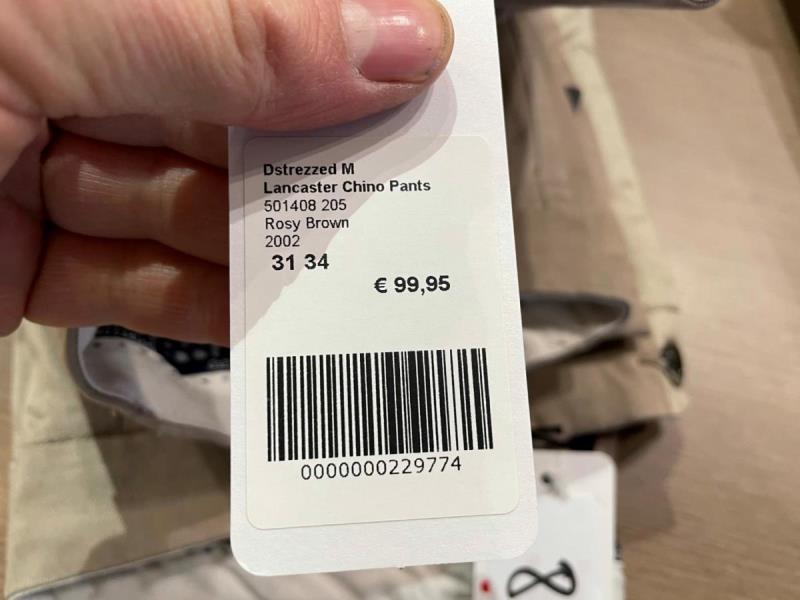 Dstrezzed M
Lancaster Chino Pants
501408 205
Rosy Brown
2002
31 34
€ 99,95
0000000229774